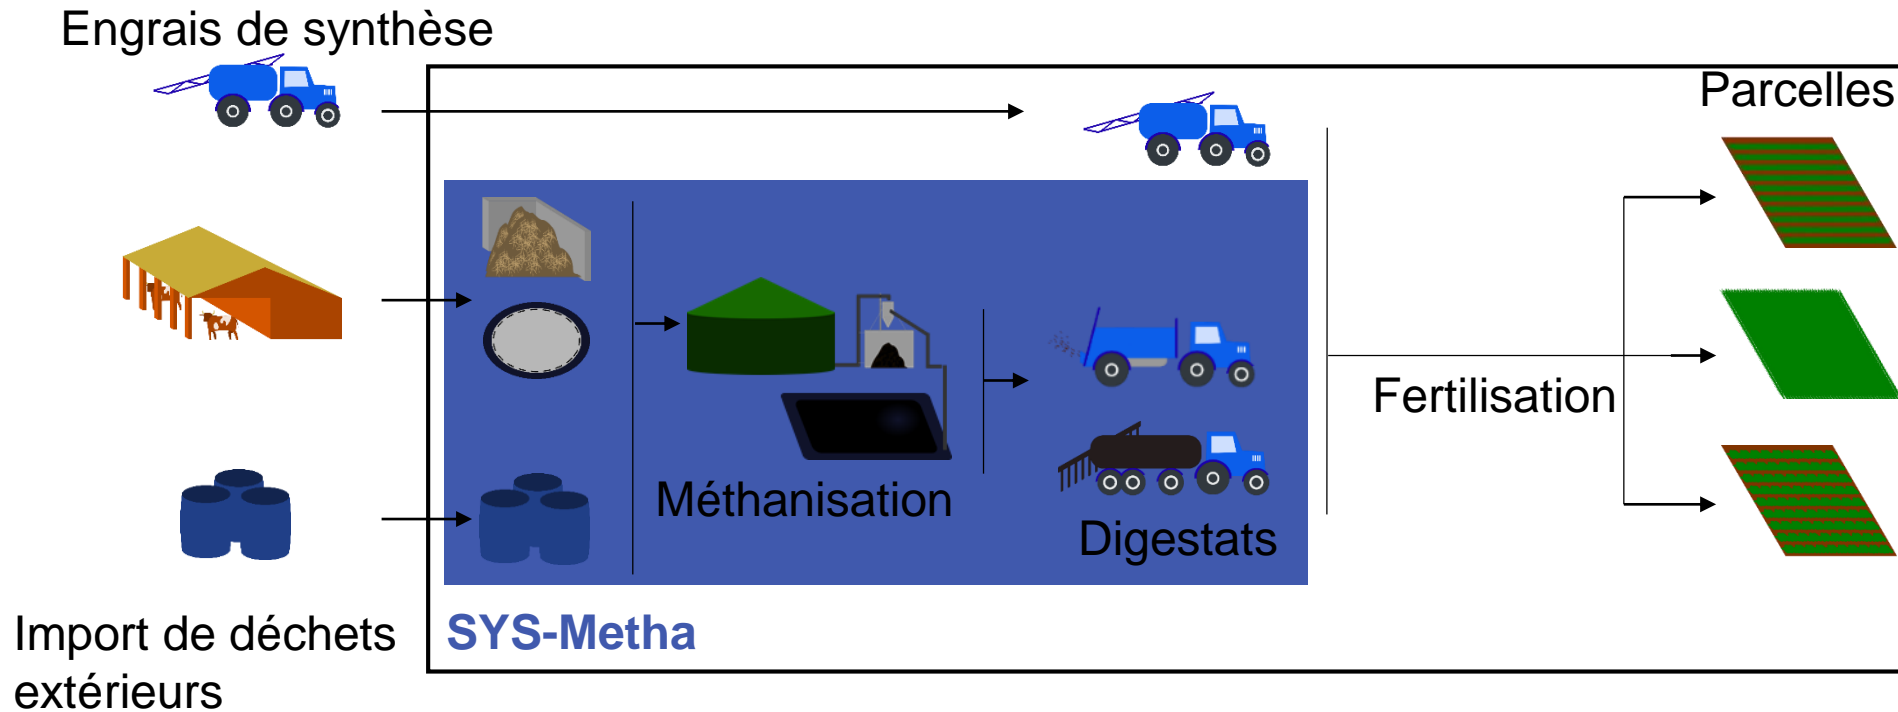 Engrais de synthèse
Parcelles
Fertilisation
Méthanisation
Digestats
SYS-Metha
Import de déchets
extérieurs